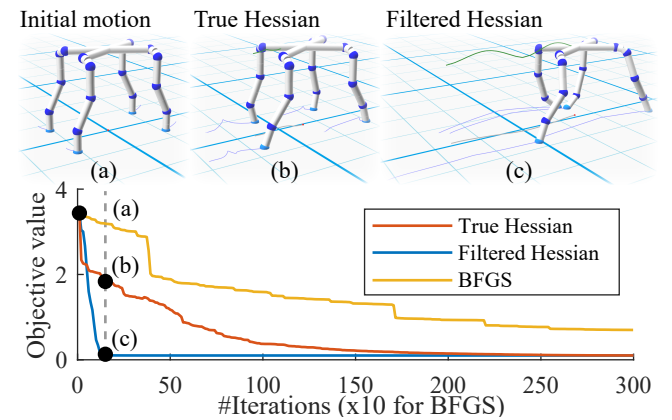 Initial motion
True Hessian
Filtered Hessian
(a)
(b)
(c)
Objective value
4
2
0
(a)
(b)
(c)
True Hessian
Filtered Hessian
BFGS
0
50
100
150
200
250
300
#Iterations (x10 for BFGS)